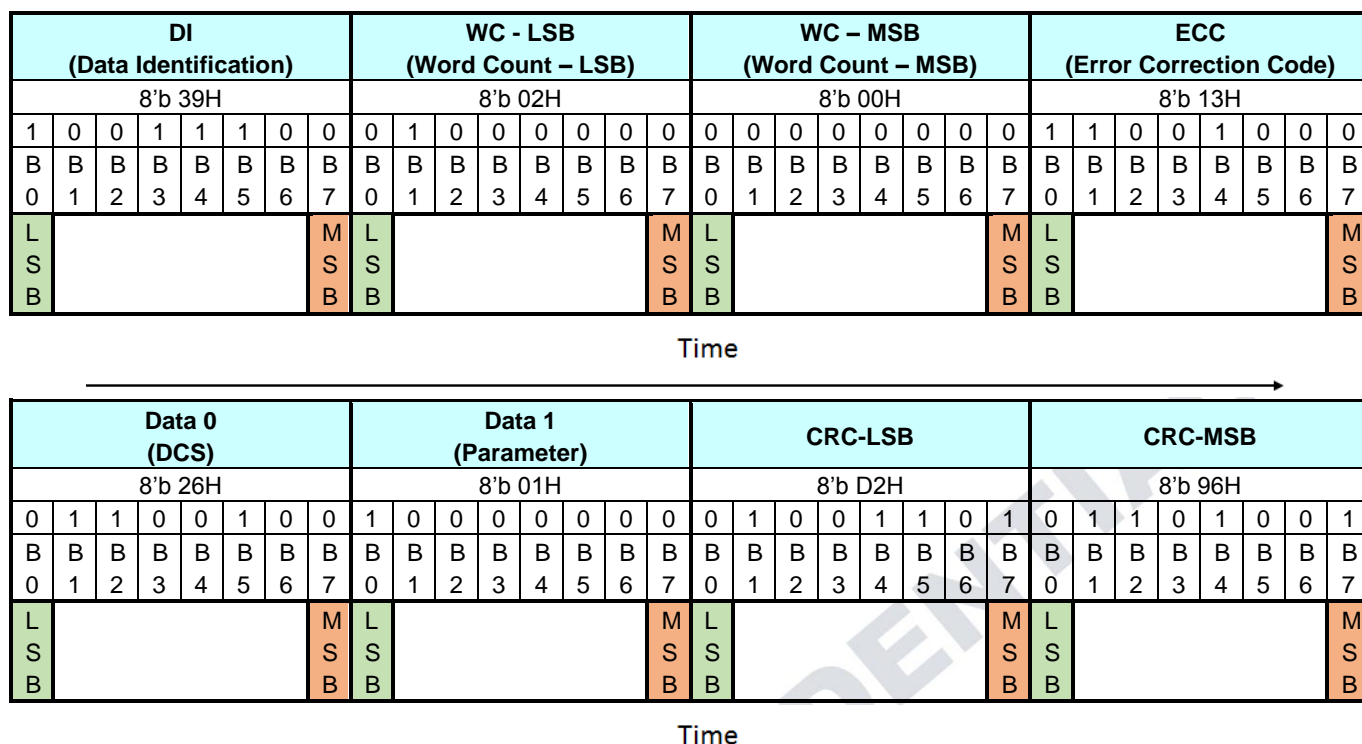 DI WC - LSB WC – MSB ECC
(Data Identification) (Word Count – LSB) (Word Count – MSB) (Error Correction Code)
8’b 39H 8’b 02H 8’b 00H 8’b 13H
1 0 0 1 1 1 0 0 0 1 0 0 0 0 0 0 0 0 0 0 0 0 0 0 1 1 0 0 1 0 0 0
B B B B B B B B B B B B B B B B B B B B B B B B B B B B B B B B
0 1 2 3 4 5 6 7 0 1 2 3 4 5 6 7 0 1 2 3 4 5 6 7 0 1 2 3 4 5 6 7
L M L M L M L M
S S S S S S S S
B B B B B B B B
Time
Data 0 Data 1 CRC-LSB CRC-MSB
(DCS) (Parameter)
8’b 26H 8’b 01H 8’b D2H 8’b 96H
0 1 1 0 0 1 0 0 1 0 0 0 0 0 0 0 0 1 0 0 1 1 0 1 0 1 1 0 1 0 0 1
B B B B B B B B B B B B B B B B B B B B B B B B B B B B B B B B
0 1 2 3 4 5 6 7 0 1 2 3 4 5 6 7 0 1 2 3 4 5 6 7 0 1 2 3 4 5 6 7
L M L M L M L M
S S S S S S S S
B B B B B B B B
Time